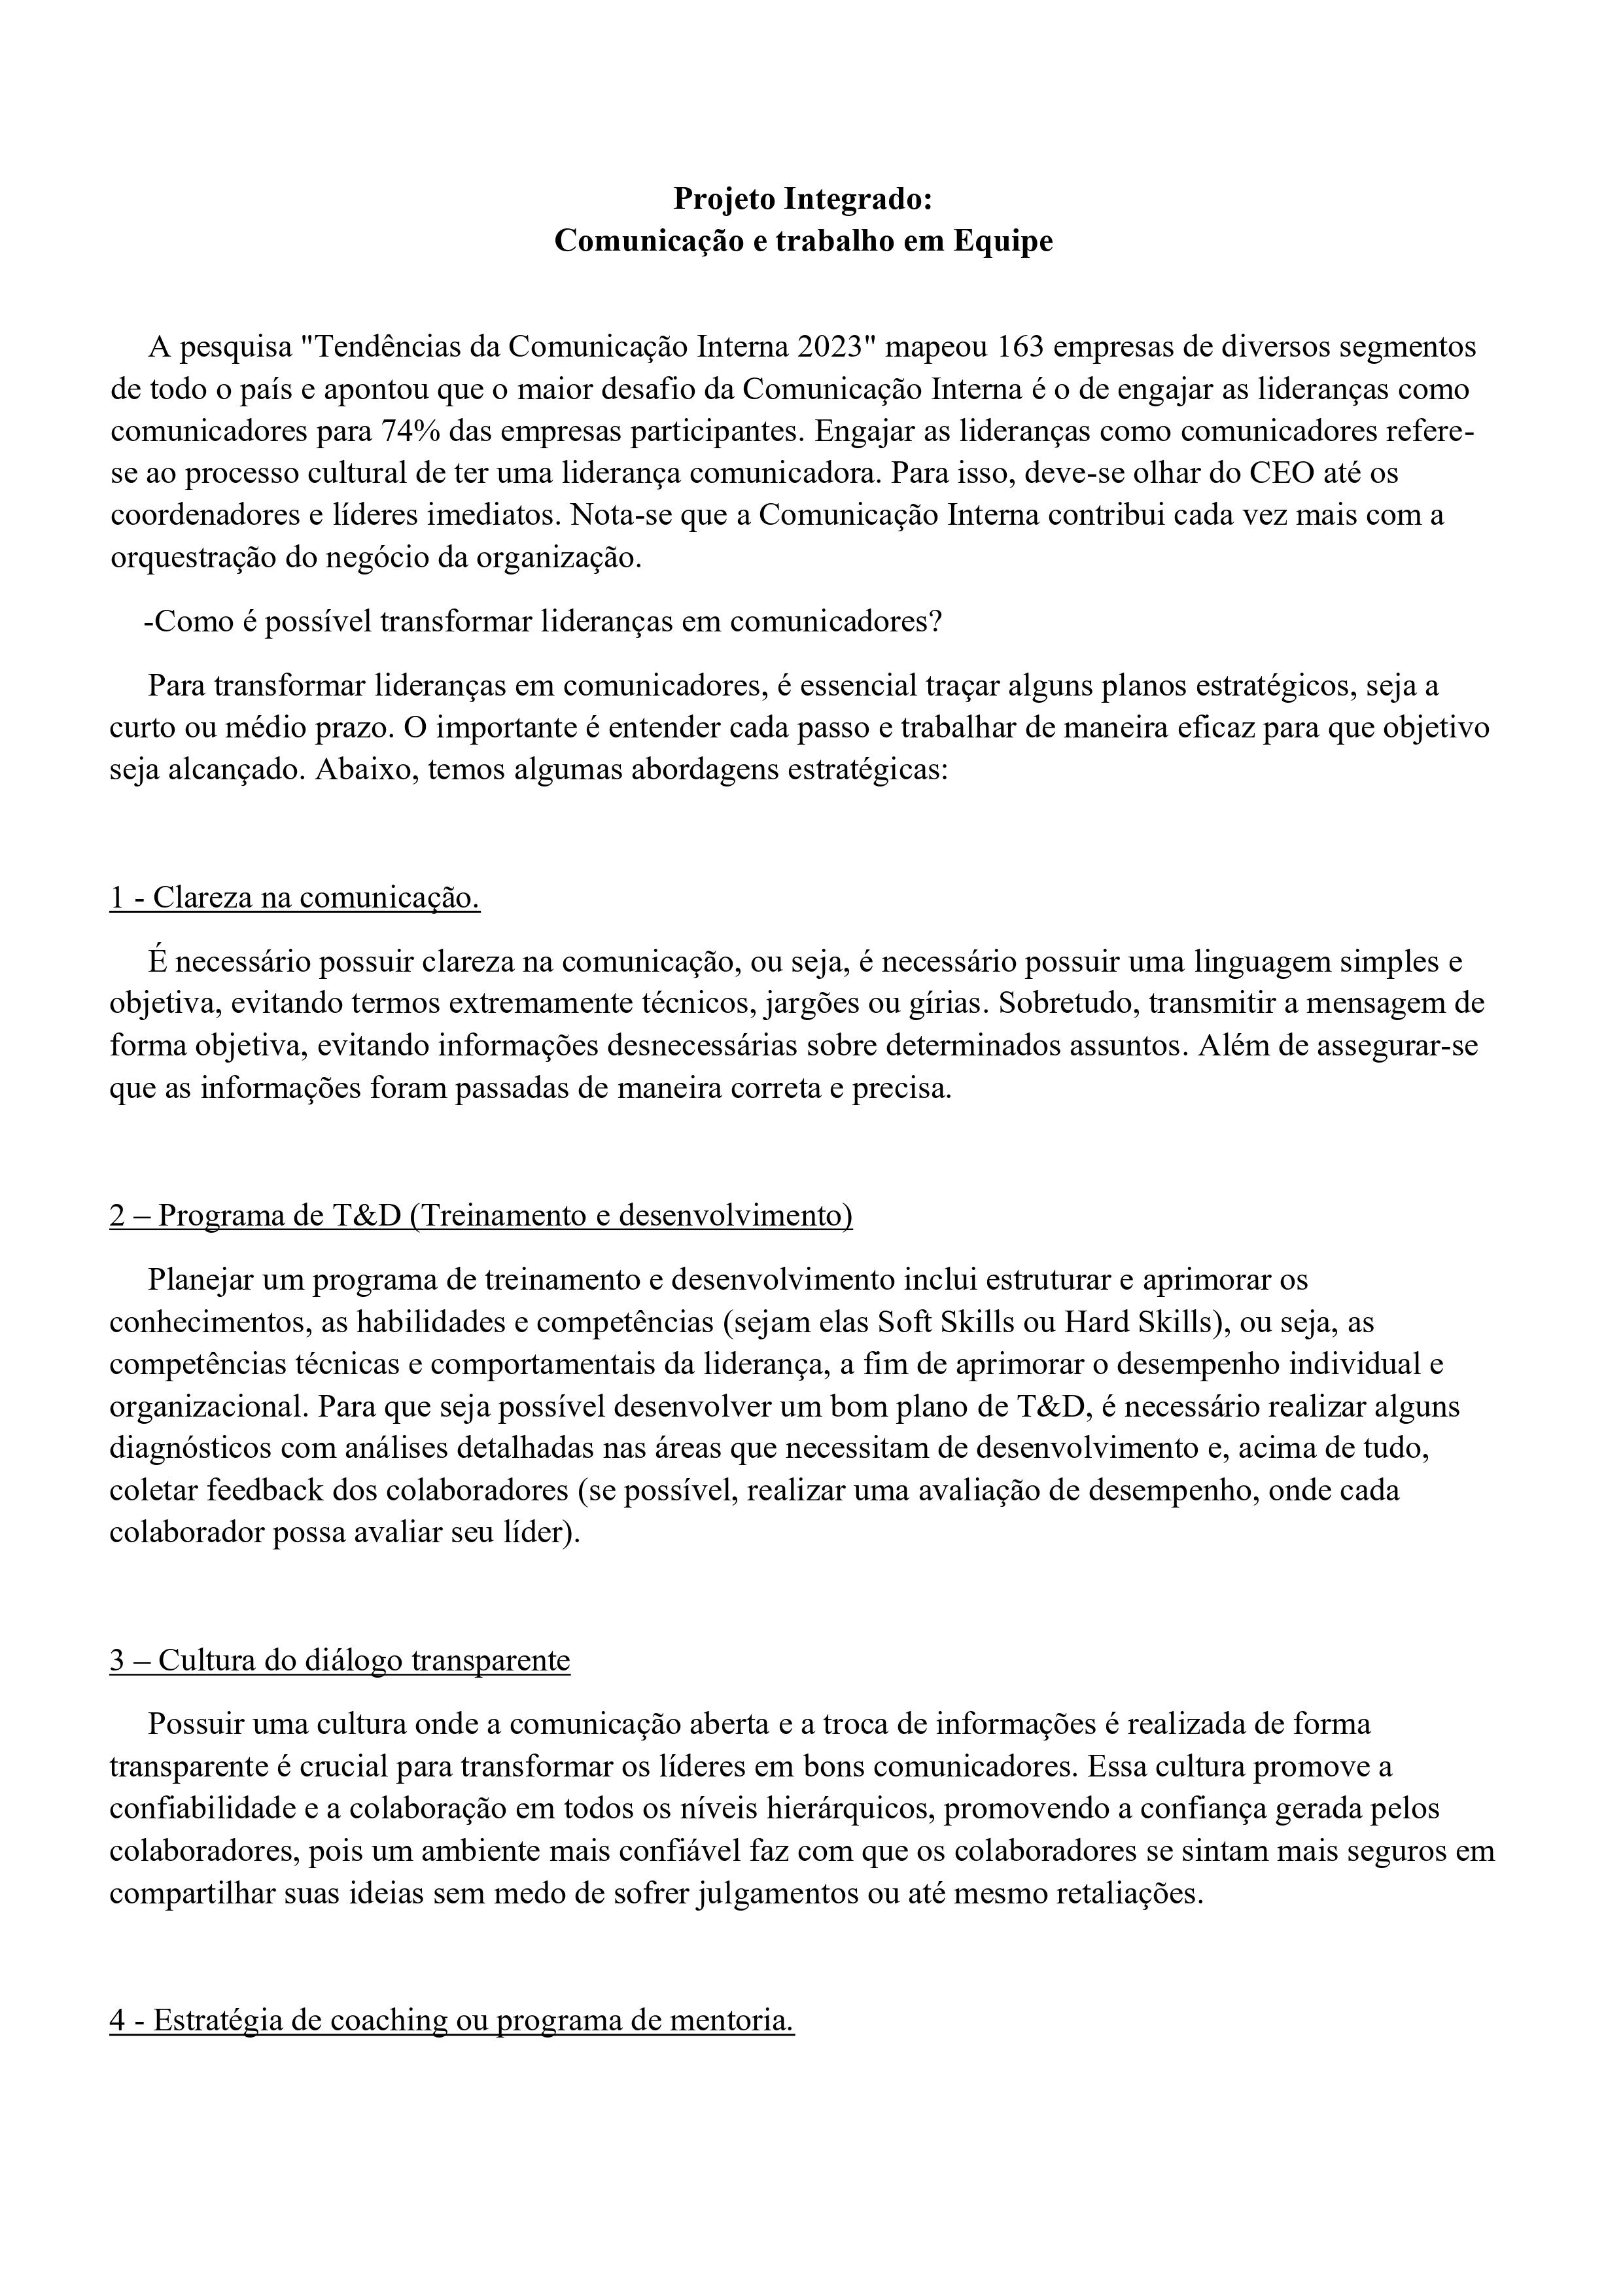 Projeto Integrado:
Comunicação e trabalho em Equipe
A pesquisa "Tendências da Comunicação Interna 2023" mapeou 163 empresas de diversos segmentos
de todo o país e apontou que o maior desafio da Comunicação Interna é o de engajar as lideranças como
comunicadores para 74% das empresas participantes. Engajar as lideranças como comunicadores refere-
se ao processo cultural de ter uma liderança comunicadora. Para isso, deve-se olhar do CEO até os
coordenadores e líderes imediatos. Nota-se que a Comunicação Interna contribui cada vez mais com a
orquestração do negócio da organização.
-Como é possível transformar lideranças em comunicadores?
Para transformar lideranças em comunicadores, é essencial traçar alguns planos estratégicos, seja a
curto ou médio prazo. O importante é entender cada passo e trabalhar de maneira eficaz para que objetivo
seja alcançado. Abaixo, temos algumas abordagens estratégicas:
1 - Clareza na comunicação.
É necessário possuir clareza na comunicação, ou seja, é necessário possuir uma linguagem simples e
objetiva, evitando termos extremamente técnicos, jargões ou gírias. Sobretudo, transmitir a mensagem de
forma objetiva, evitando informações desnecessárias sobre determinados assuntos. Além de assegurar-se
que as informações foram passadas de maneira correta e precisa.
2 – Programa de T&D (Treinamento e desenvolvimento)
Planejar um programa de treinamento e desenvolvimento inclui estruturar e aprimorar os
conhecimentos, as habilidades e competências (sejam elas Soft Skills ou Hard Skills), ou seja, as
competências técnicas e comportamentais da liderança, a fim de aprimorar o desempenho individual e
organizacional. Para que seja possível desenvolver um bom plano de T&D, é necessário realizar alguns
diagnósticos com análises detalhadas nas áreas que necessitam de desenvolvimento e, acima de tudo,
coletar feedback dos colaboradores (se possível, realizar uma avaliação de desempenho, onde cada
colaborador possa avaliar seu líder).
3 – Cultura do diálogo transparente
Possuir uma cultura onde a comunicação aberta e a troca de informações é realizada de forma
transparente é crucial para transformar os líderes em bons comunicadores. Essa cultura promove a
confiabilidade e a colaboração em todos os níveis hierárquicos, promovendo a confiança gerada pelos
colaboradores, pois um ambiente mais confiável faz com que os colaboradores se sintam mais seguros em
compartilhar suas ideias sem medo de sofrer julgamentos ou até mesmo retaliações.
4 - Estratégia de coaching ou programa de mentoria.